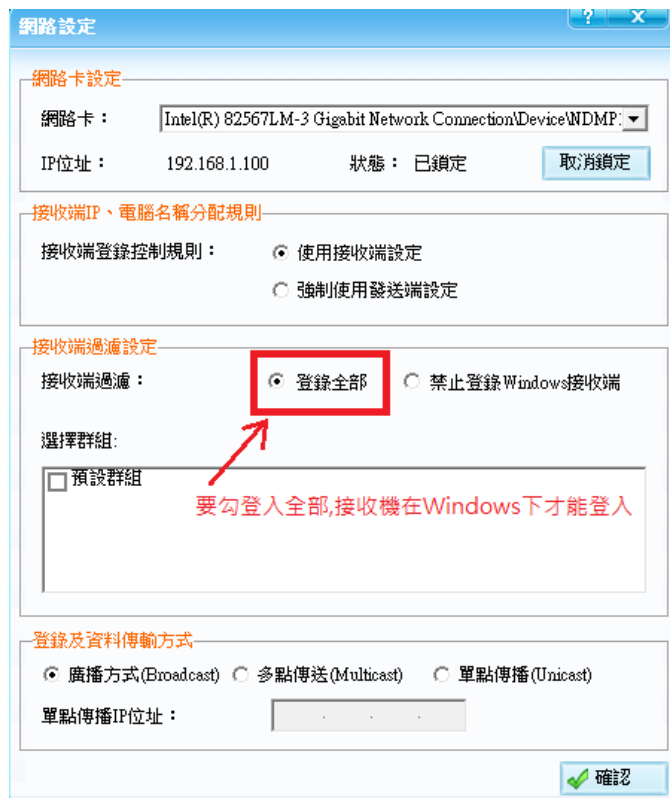 網路設定
網路卡設定
網路卡： Intel(R) 82567LM-3 Gigabit Network Connection\Device\NDMP1
IP位址： 192.168.1.100 狀態： 已鎖定 取消鎖定
接收端IP、電腦名稱分配規則
接收端登錄控制規則： 使用接收端設定
強制使用發送端設定
接收端過濾設定
接收端過濾： 登錄全部 禁止登錄Windows接收端
選擇群組:
預設群組
要勾登入全部,接收機在Windows下才能登入
登錄及資料傳輸方式
廣播方式(Broadcast) 多點傳送(Multicast) 單點傳播(Unicast)
單點傳播IP位址：
確認